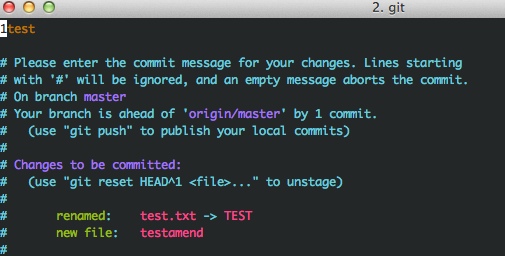 2. git
1test
# Please enter the commit message for your changes. Lines starting
# with '#' will be ignored, and an empty message aborts the commit.
# On branch master
# Your branch is ahead of 'origin/master' by 1 commit.
#   (use "git push" to publish your local commits)
#
# Changes to be committed:
#   (use "git reset HEAD^1 <file>..." to unstage)
#
#       renamed:    test.txt -> TEST
#       new file:   testamend
#